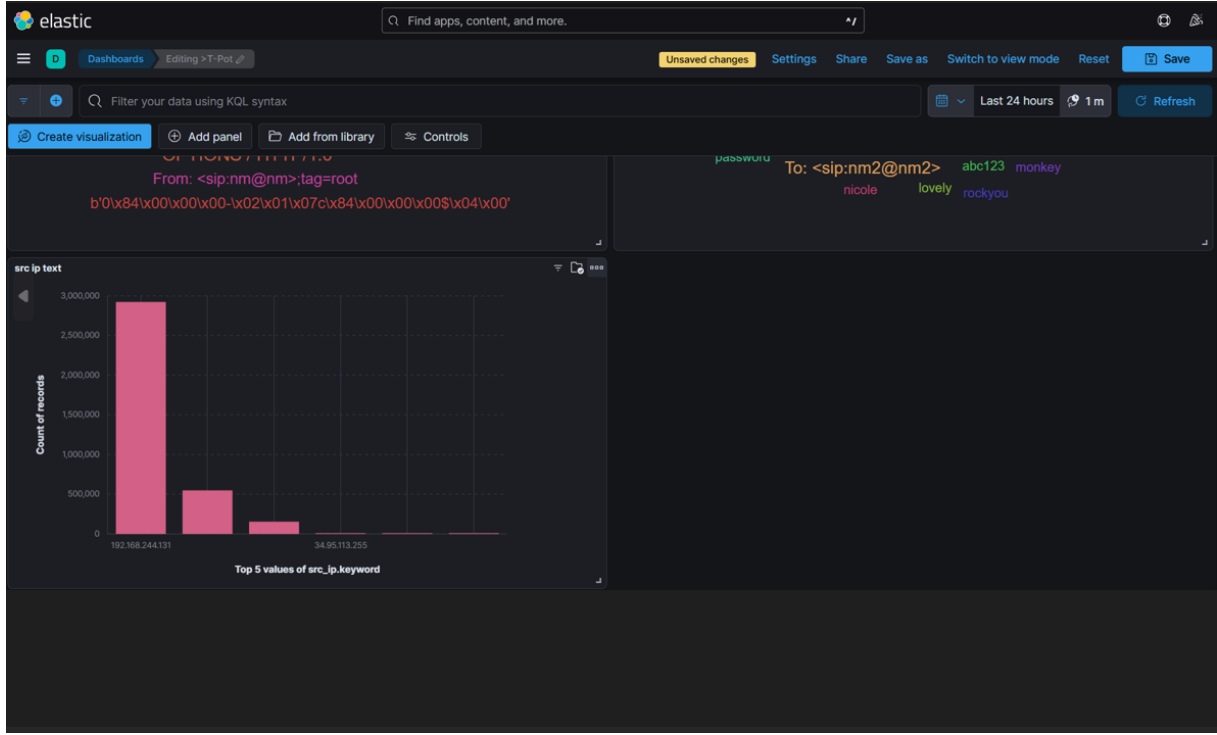 elastic
Find apps, content, and more.
^/
D
Dashboards
Editing >T-Pot
Unsaved changes
Settings
Share
Save as
Switch to view mode
Reset
Save
Filter your data using KQL syntax
Last 24 hours
1 m
Refresh
Create visualization
Add panel
Add from library
Controls
OPTIONS / HTTP/1.0
From: <sip:nm@nm>;tag=root
b'0\x84\x00\x00\x00-\x02\x01\x07c\x84\x00\x00\x00$\x04\x00'
password
To: <sip:nm2@nm2>
abc123
monkey
nicole
lovely
rockyou
src ip text
3,000,000
2,500,000
2,000,000
1,500,000
1,000,000
500,000
0
Count of records
192.168.244.131
34.95.113.255
Top 5 values of src_ip.keyword